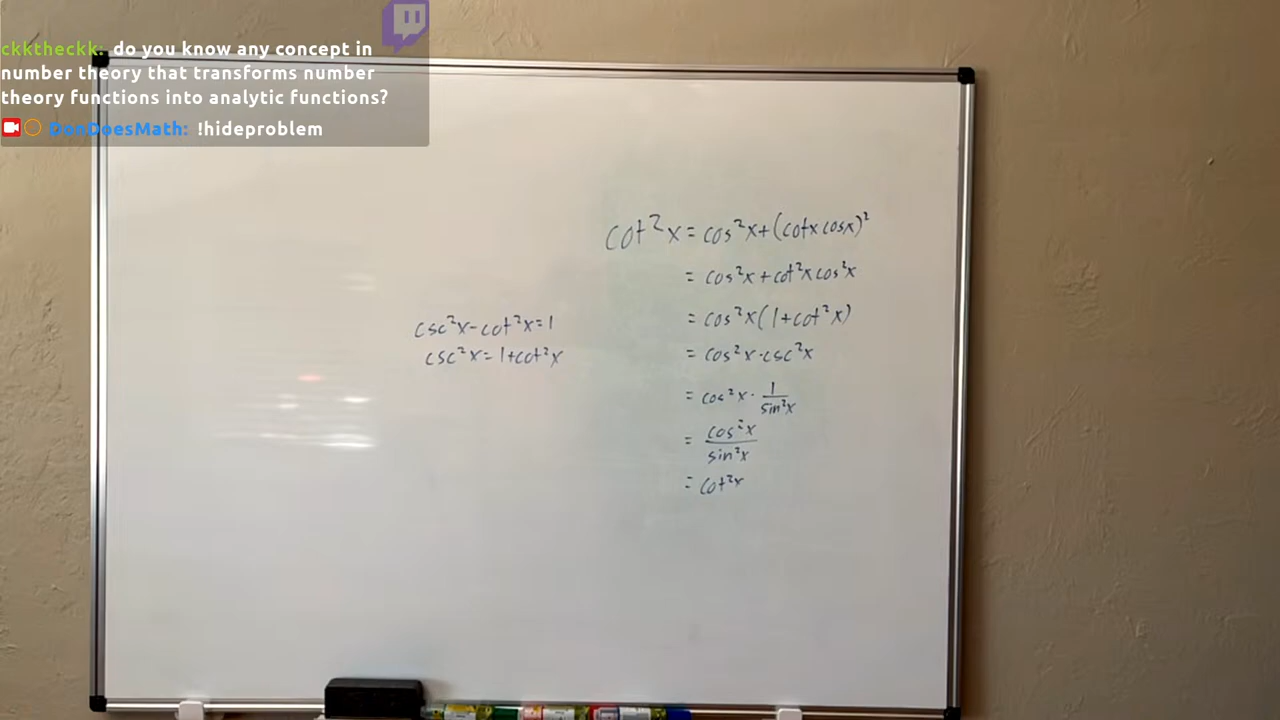 ckktheckk: do you know any concept in
number theory that transforms number
theory functions into analytic functions?
DonDoesMath: !hideproblem
csc²x-cot²x=1
csc²x=1+cot²x
cot²x = cos²x+(cotx cosx)²
= cos²x+cot²x cos²x
= cos²x(1+cot²x)
= cos²x·csc²x
= cos²x · 1/sin²x
= cos²x/sin²x
= cot²x